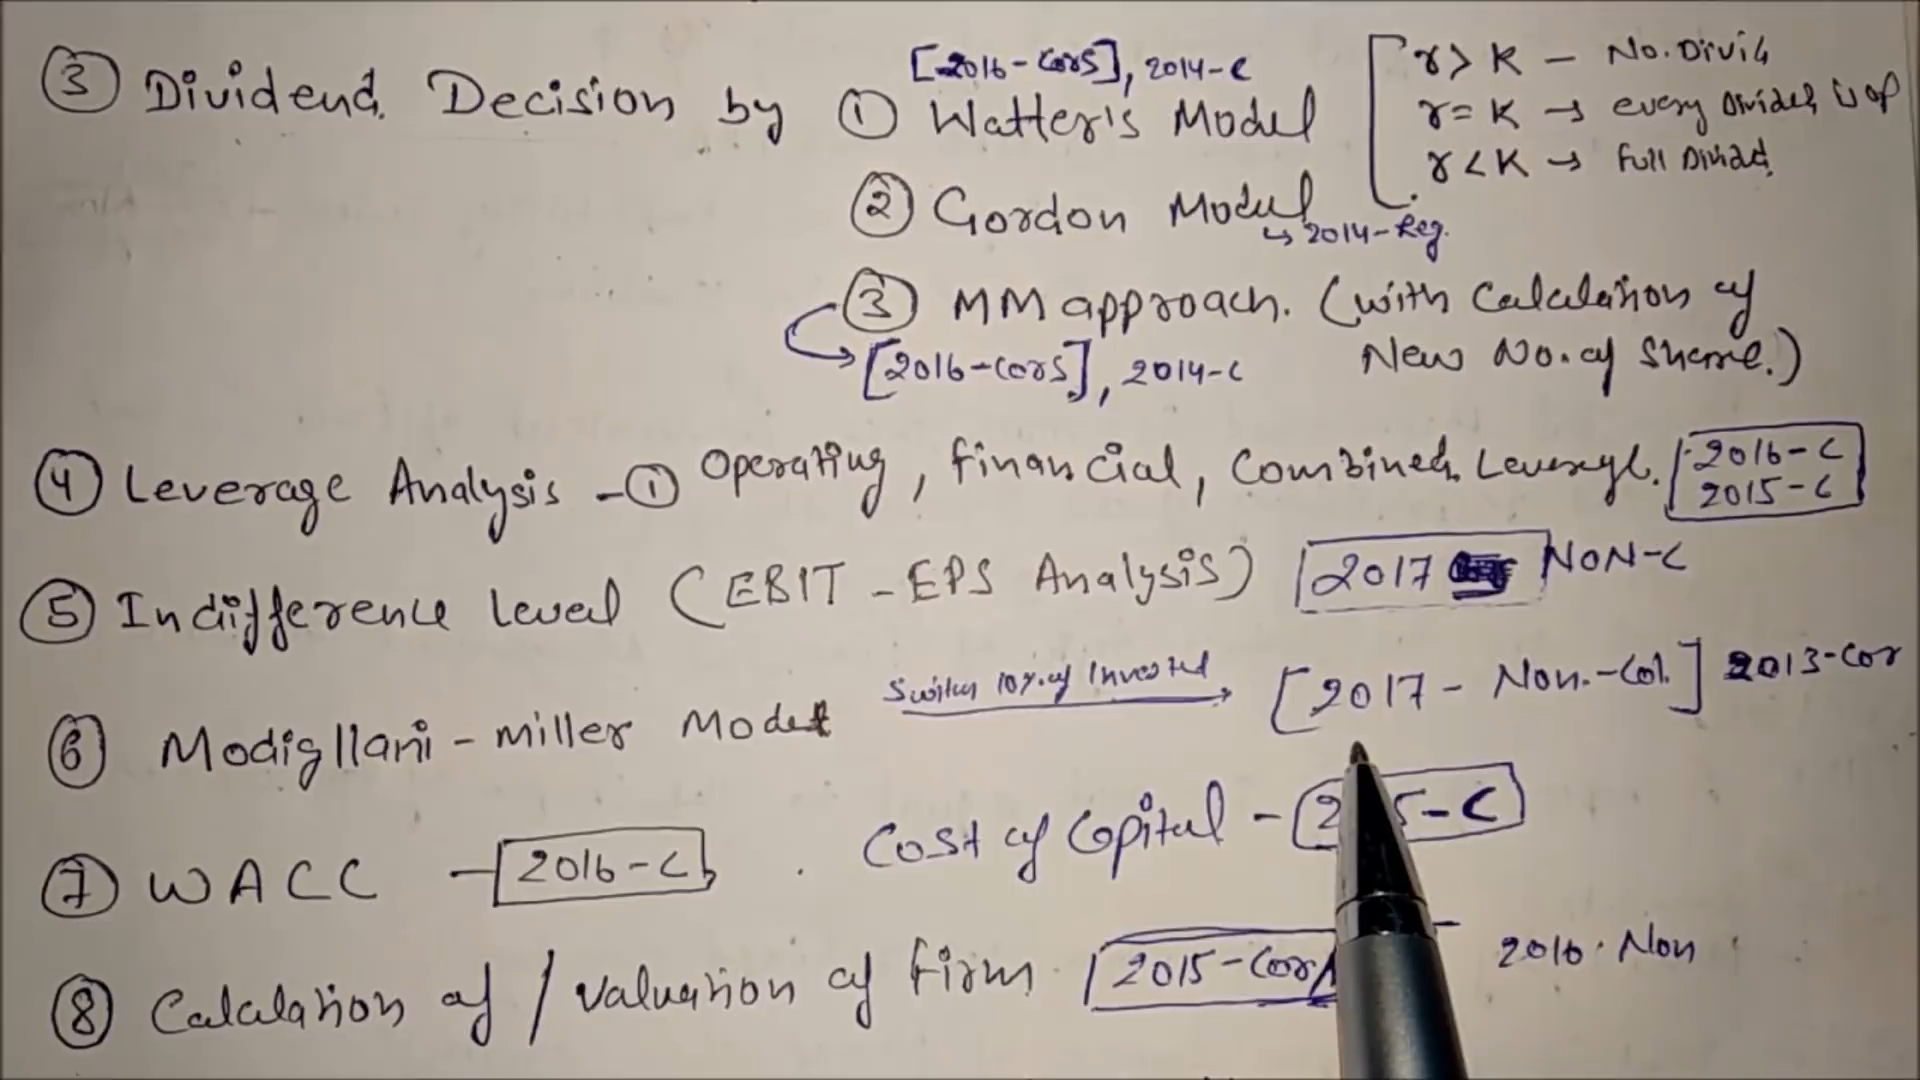 [2016-Cors], 2014-C
③ Dividend Decision by ① Watter's Model
r > K - No. Divid
r = K → every Divided is op
r < K → Full Divided
② Gordon Model
↳ 2014-Reg.
③ MM approach. (with Calculation of
New No. of Share.)
[2016-Cors], 2014-C
④ Leverage Analysis - ① Operating, Financial, Combined Leverage.
2016-C
2015-C
⑤ Indifference Level (EBIT - EPS Analysis) 2017 NON-C
⑥ Modigllani - miller Model Switch 10% of Invested → [2017 - Non.-Col.] 2013-Cor
⑦ WACC - 2016-C . Cost of Capital - 5-C
⑧ Calculation of / Valuation of firm 2015-Cor 2016. Non